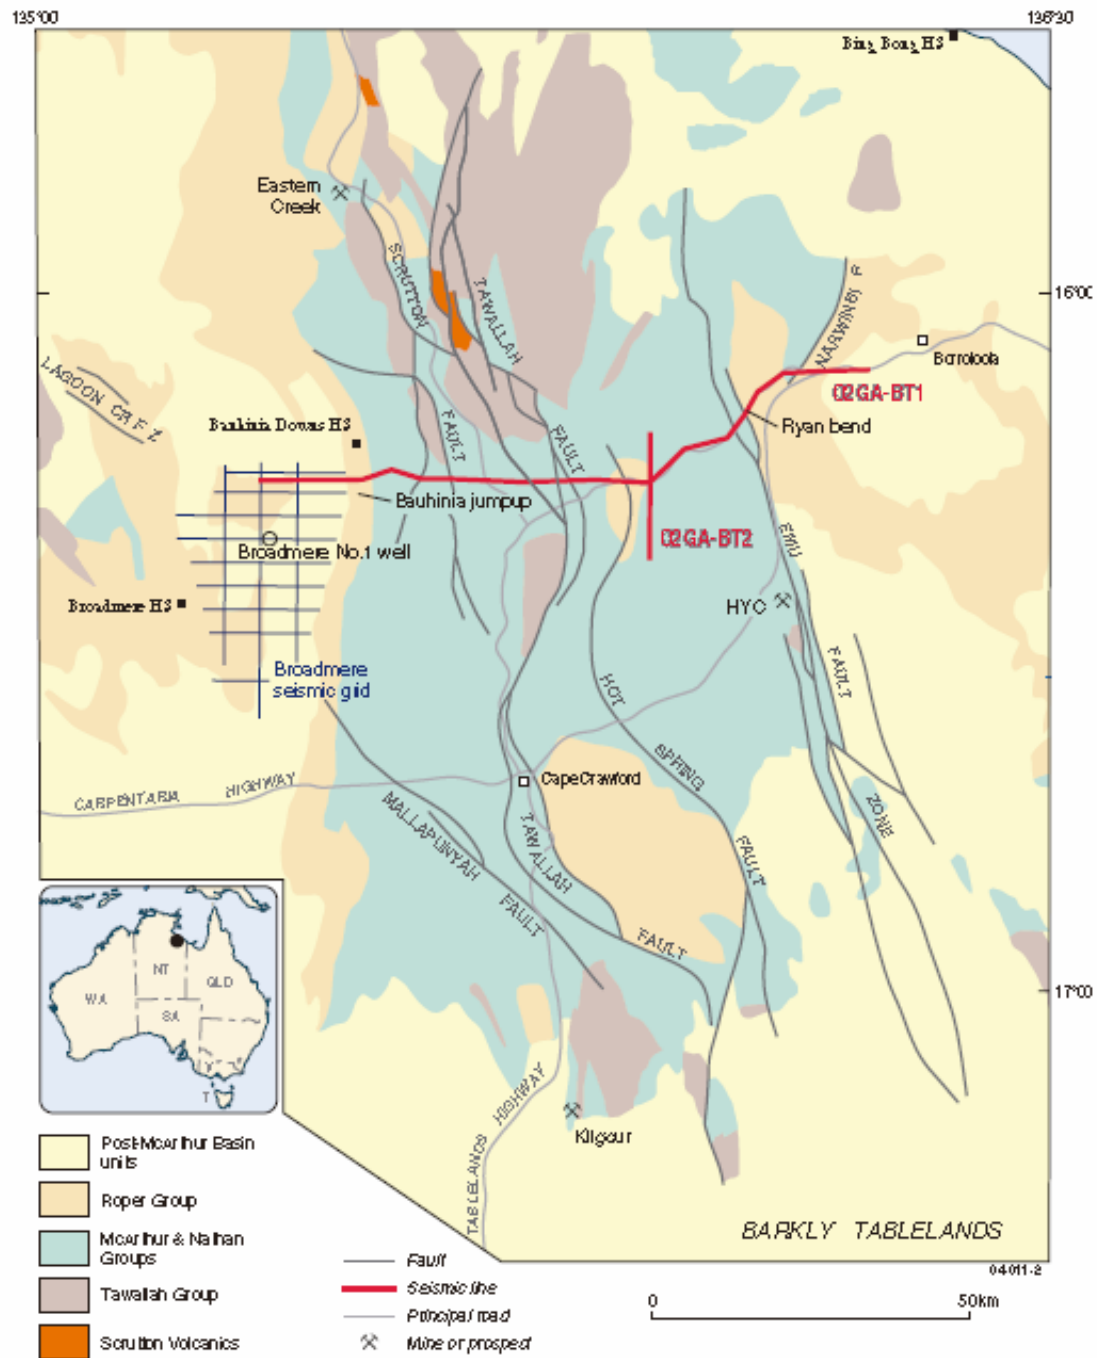 135°00
136°30
Bing Bong HS
Eastern
Creek
SCRUTTON
TAWALLAH
NARWINBI F
16°00
Borroloola
LAGOON CRF Z
02GA-BT1
Bauhinia Downs HS
Ryan bend
FAULT
FAULT
Bauhinia jumpup
02GA-BT2
EMU
Broadmere No.1 well
Broadmere HS
HYC
FAULT
Broadmere
seismic grid
HOT
SPRING
CARPENTARIA HIGHWAY
Cape Crawford
MALLAPUNYAH
TAWALLAH
ZONE
FAULT
FAULT
FAULT
NT
QLD
WA
SA
V
T
17°00
TABLELANDS HIGHWAY
Kilgour
Post-McArthur Basin
units
Roper Group
McArthur & Nathan
Groups
Tawallah Group
Scrutton Volcanics
Fault
Seismic line
Principal road
Mine or prospect
BARKLY TABLELANDS
04-011-2
0
50km